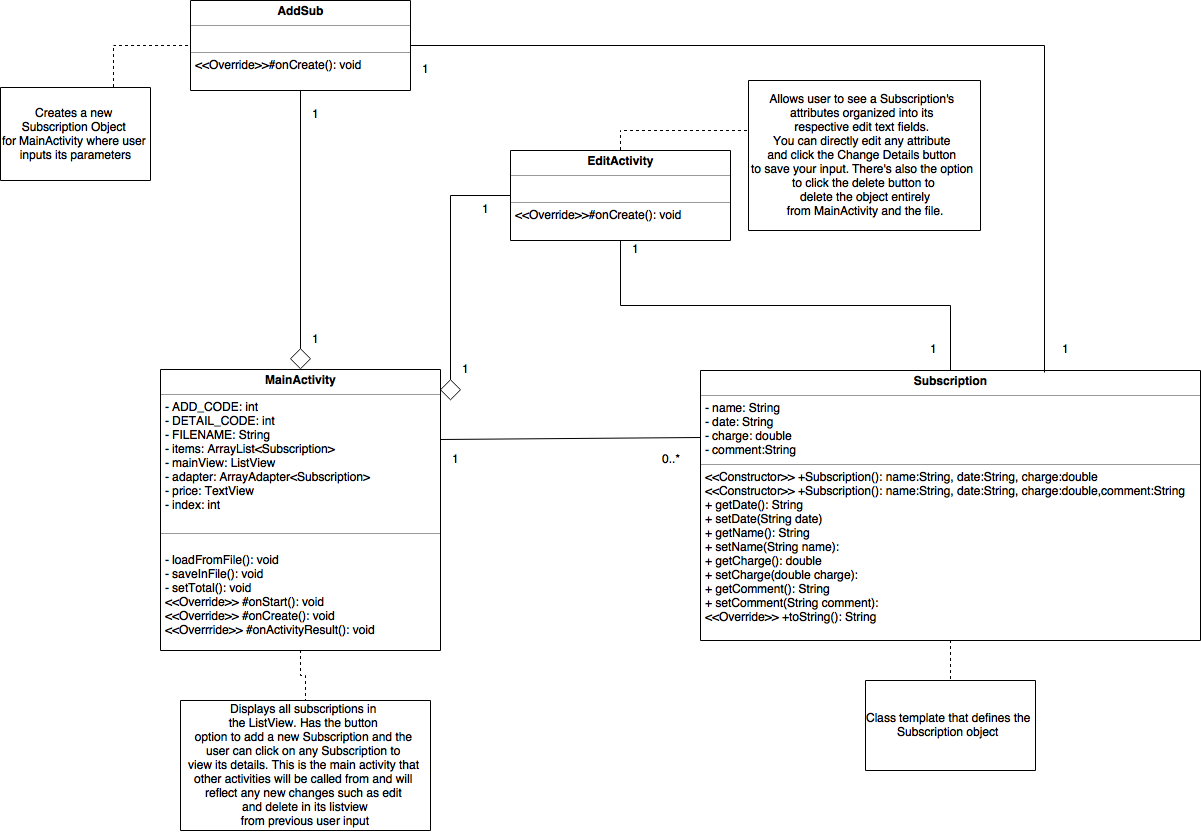 AddSub
<<Override>>#onCreate(): void
1
1
Creates a new
Subscription Object
for MainActivity where user
inputs its parameters
Allows user to see a Subscription's
attributes organized into its
respective edit text fields.
You can directly edit any attribute
and click the Change Details button
to save your input. There's also the option
to click the delete button to
delete the object entirely
from MainActivity and the file.
EditActivity
<<Override>>#onCreate(): void
1
1
1
1
1
1
MainActivity
- ADD_CODE: int
- DETAIL_CODE: int
- FILENAME: String
- items: ArrayList<Subscription>
- mainView: ListView
- adapter: ArrayAdapter<Subscription>
- price: TextView
- index: int
- loadFromFile(): void
- saveInFile(): void
- setTotal(): void
<<Override>> #onStart(): void
<<Override>> #onCreate(): void
<<Overrride>> #onActivityResult(): void
1
0..*
Subscription
- name: String
- date: String
- charge: double
- comment:String
<<Constructor>> +Subscription(): name:String, date:String, charge:double
<<Constructor>> +Subscription(): name:String, date:String, charge:double,comment:String
+ getDate(): String
+ setDate(String date)
+ getName(): String
+ setName(String name):
+ getCharge(): double
+ setCharge(double charge):
+ getComment(): String
+ setComment(String comment):
<<Override>> +toString(): String
Displays all subscriptions in
the ListView. Has the button
option to add a new Subscription and the
user can click on any Subscription to
view its details. This is the main activity that
other activities will be called from and will
reflect any new changes such as edit
and delete in its listview
from previous user input
Class template that defines the
Subscription object